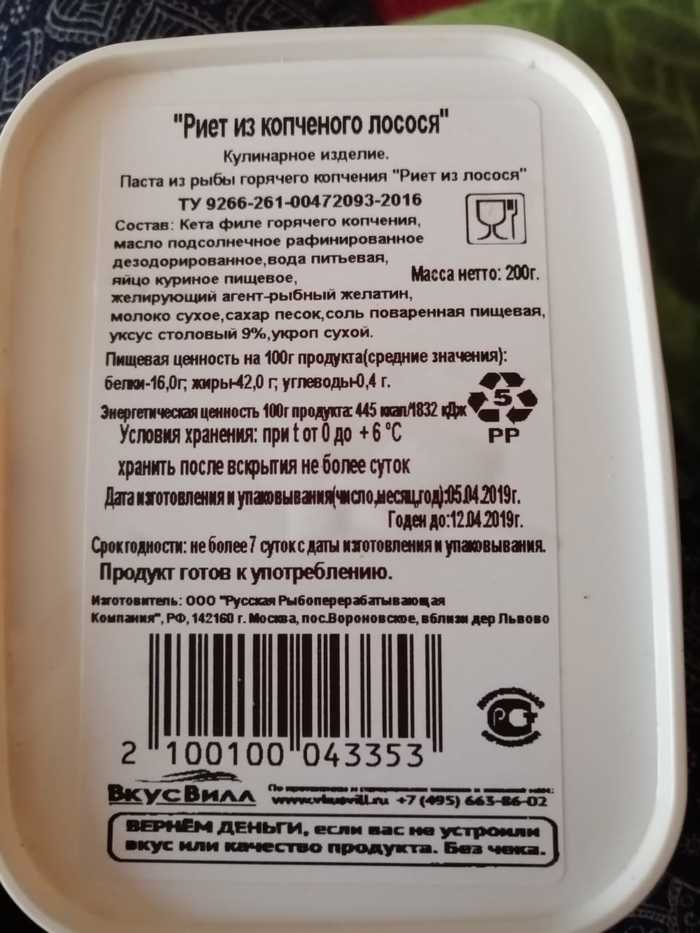 "Риет из копченого лосося"
Кулинарное изделие.
Паста из рыбы горячего копчения "Риет из лосося"
ТУ 9266-261-00472093-2016
Состав: Кета филе горячего копчения,
масло подсолнечное рафинированное
дезодорированное,вода питьевая,
яйцо куриное пищевое,
Масса нетто: 200г.
желирующий агент-рыбный желатин,
молоко сухое,сахар песок,соль поваренная пищевая,
уксус столовый 9%,укроп сухой.
Пищевая ценность на 100г продукта(средние значения):
белки-16,0г; жиры-42,0 г; углеводы-0,4 г.
Энергетическая ценность 100г продукта: 445 ккал/1832 кДж
5
PP
Условия хранения: при t от 0 до +6 °С
хранить после вскрытия не более суток
Дата изготовления и упаковывания(число,месяц,год):05.04.2019г.
Годен до:12.04.2019г.
Срок годности: не более 7 суток с даты изготовления и упаковывания.
Продукт готов к употреблению.
Изготовитель: ООО "Русская Рыбоперерабатывающая
Компания", РФ, 142160 г. Москва, пос.Вороновское, вблизи дер Львово
2 100100 043353
ДОБРОВОЛЬНАЯ
РСТ
ВкусВилл
По претензиям и
www.vkusvill.ru +7 (495) 663-86-02
ВЕРНЁМ ДЕНЬГИ, если вас не устроили
вкус или качество продукта. Без чека.